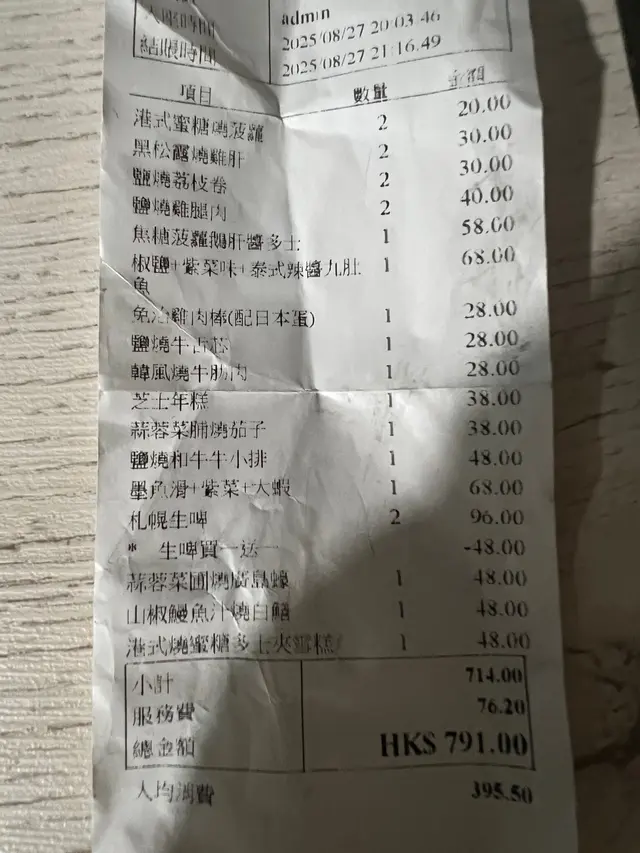 入座時間 admin
2025/08/27 20:03:46
結賬時間 2025/08/27 21:16:49
項目 數量 金額
港式蜜糖燒菠蘿 2 20.00
黑松露燒雞肝 2 30.00
鹽燒荔枝卷 2 30.00
鹽燒雞腿肉 2 40.00
焦糖菠蘿鵝肝醬多士 1 58.00
椒鹽+紫菜味+泰式辣醬九肚 1 68.00
魚
免治雞肉棒(配日本蛋) 1 28.00
鹽燒牛舌芯 1 28.00
韓風燒牛肋肉 1 28.00
芝士年糕 1 38.00
蒜蓉菜脯燒茄子 1 38.00
鹽燒和牛牛小排 1 48.00
墨魚滑+紫菜+大蝦 1 68.00
札幌生啤 2 96.00
* 生啤買一送一 -48.00
蒜蓉菜圃燒廣島蠔 1 48.00
山椒鰻魚汁燒白鱔 1 48.00
港式燒蜜糖多士夾蛋糕 1 48.00
小計 714.00
服務費 76.20
總金額 HK$ 791.00
人均消費 395.50